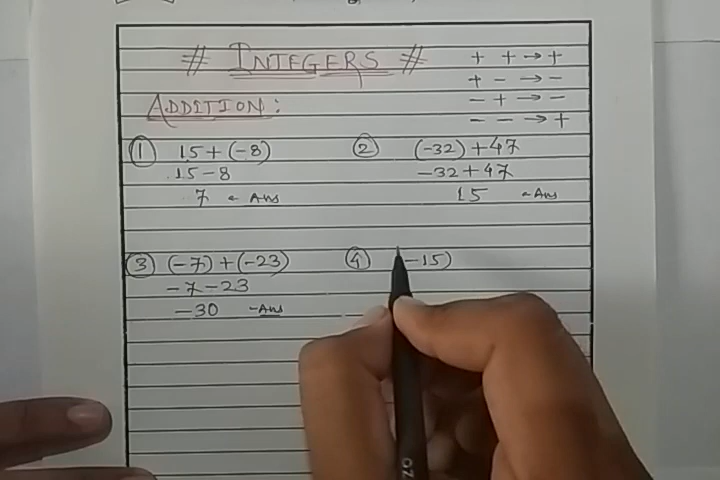 # INTEGERS #
+ + → +
+ - → -
- + → -
- - → +
ADDITION:
① 15 + (-8)
15 - 8
7 - Ans
② (-32) + 47
-32 + 47
15 - Ans
③ (-7) + (-23)
-7 - 23
-30 - Ans
④ (-15)
OZ